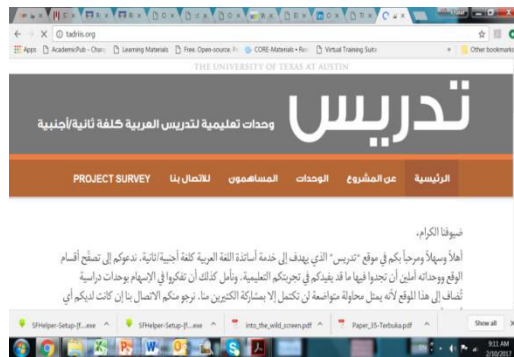 tadriis.org
Apps
AcademicPub - Chan
Learning Materials
Free, Open-source, Fi
CORE-Materials • Re
Virtual Training Suite
»
Other bookmarks
THE UNIVERSITY OF TEXAS AT AUSTIN
تدريس
وحدات تعليمية لتدريس العربية كلغة ثانية/أجنبية
الرئيسية عن المشروع الوحدات المساهمون للاتصال بنا PROJECT SURVEY
ضيوفنا الكرام،
أهلاً وسهلاً ومرحباً بكم في موقع "تدريس" الذي يهدف إلى خدمة أساتذة اللغة العربية كلغة أجنبية/ثانية. ندعوكم إلى تصفّح أقسام
الموقع ووحداته آملين أن تجدوا فيها ما قد يفيدكم في تجربتكم التعليمية. ونأمل كذلك أن تفكروا في الإسهام بوحدات دراسية
تُضاف إلى هذا الموقع لأنه يمثل محاولة متواضعة لن تكتمل إلا بمشاركة الكثيرين منا. نرجو منكم الاتصال بنا إن كانت لديكم أي
SFHelper-Setup-[f....exe
SFHelper-Setup-[f....exe
into_the_wild_screen.pdf
Paper_15-Terbuka.pdf
Show all
9:11 AM
2/10/2017